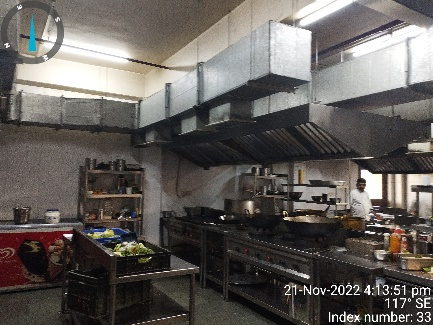 21-Nov-2022 4:13:51 pm
117° SE
Index number: 33